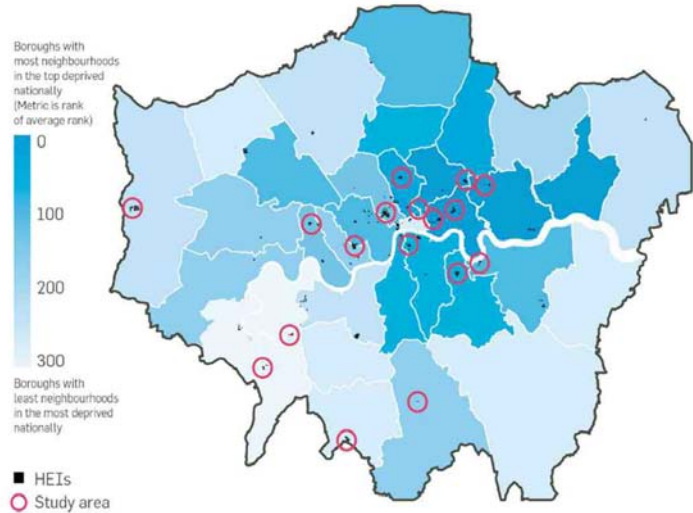 Boroughs with
most neighbourhoods
in the top deprived
nationally
(Metric is rank
of average rank)
0
100
200
300
Boroughs with
least neighbourhoods
in the most deprived
nationally
HEIs
Study area